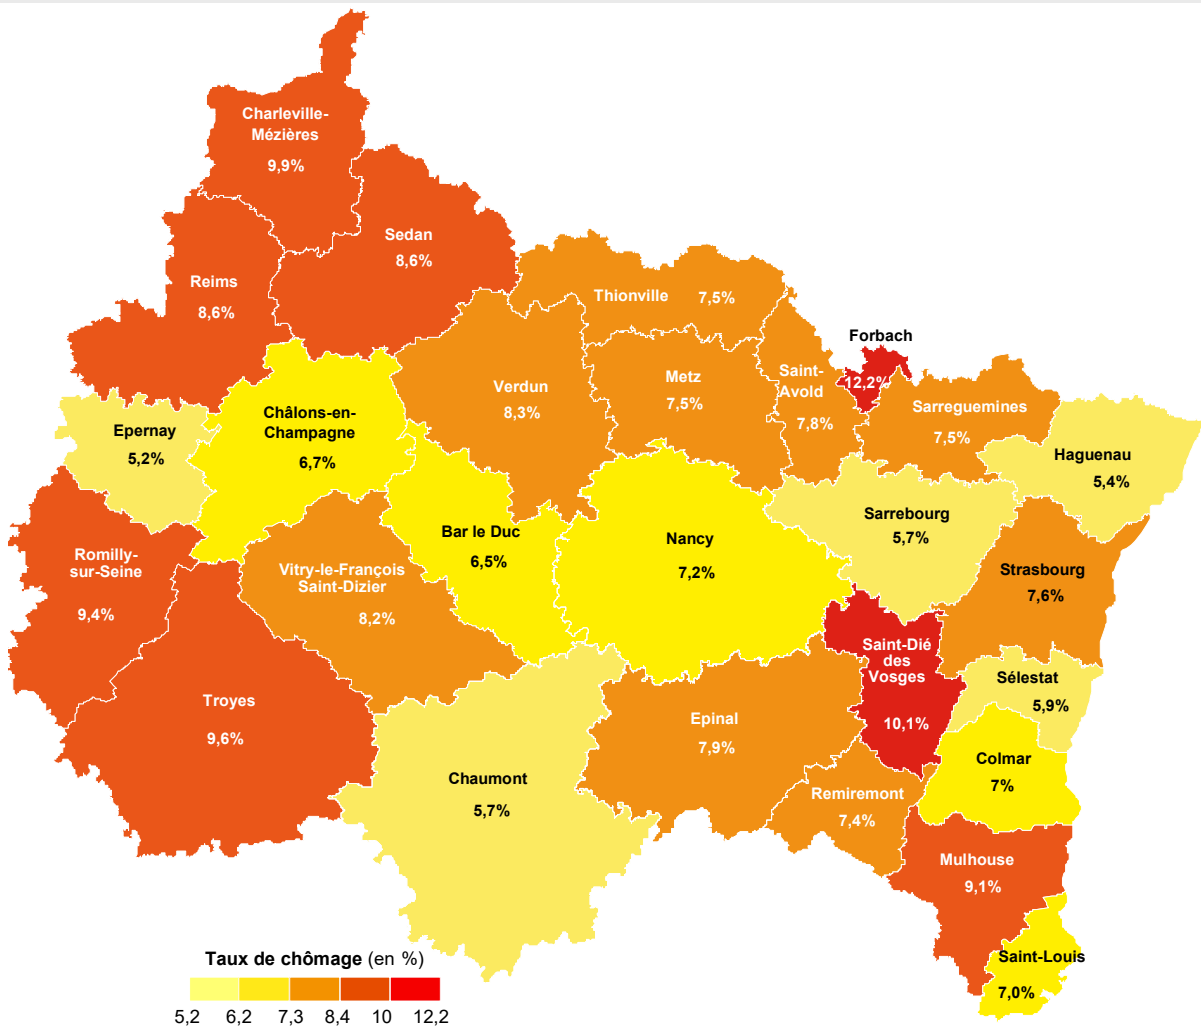 Charleville-
Mézières
9,9%
Sedan
8,6%
Reims
8,6%
Thionville 7,5%
Forbach
12,2%
Saint-
Avold
7,8%
Metz
7,5%
Verdun
8,3%
Sarreguemines
7,5%
Châlons-en-
Champagne
6,7%
Epernay
5,2%
Haguenau
5,4%
Sarrebourg
5,7%
Bar le Duc
6,5%
Nancy
7,2%
Romilly-
sur-Seine
9,4%
Vitry-le-François
Saint-Dizier
8,2%
Strasbourg
7,6%
Saint-Dié
des
Vosges
10,1%
Sélestat
5,9%
Troyes
9,6%
Epinal
7,9%
Chaumont
5,7%
Colmar
7%
Remiremont
7,4%
Mulhouse
9,1%
Saint-Louis
7,0%
Taux de chômage (en %)
5,2 6,2 7,3 8,4 10 12,2